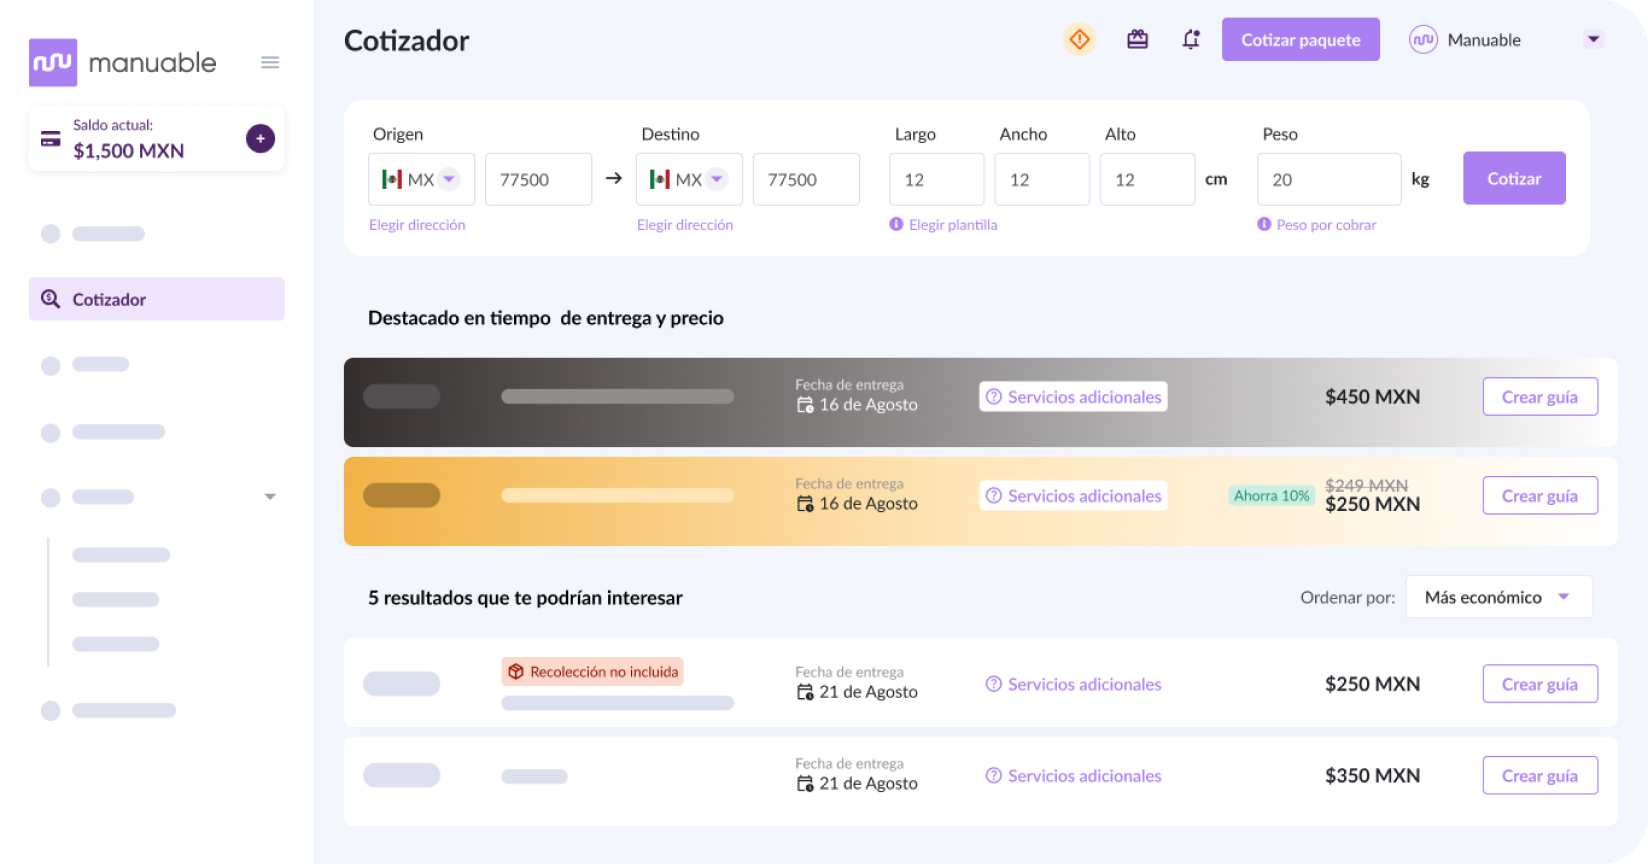 manuable
Saldo actual:
$1,500 MXN
Cotizador
Cotizador
Cotizar paquete
Manuable
Origen
Destino
Largo
Ancho
Alto
Peso
MX
77500
MX
77500
12
12
12
cm
20
kg
Cotizar
Elegir dirección
Elegir dirección
Elegir plantilla
Peso por cobrar
Destacado en tiempo de entrega y precio
Fecha de entrega
16 de Agosto
Servicios adicionales
$450 MXN
Crear guía
Fecha de entrega
16 de Agosto
Servicios adicionales
Ahorra 10%
$249 MXN
$250 MXN
Crear guía
5 resultados que te podrían interesar
Ordenar por:
Más económico
Recolección no incluida
Fecha de entrega
21 de Agosto
Servicios adicionales
$250 MXN
Crear guía
Fecha de entrega
21 de Agosto
Servicios adicionales
$350 MXN
Crear guía